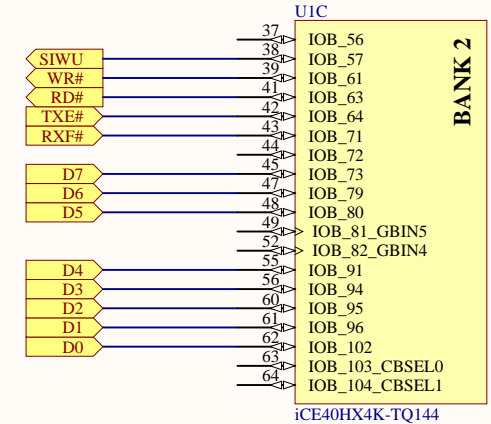 U1C
37 IOB_56
SIWU 38 IOB_57
WR# 39 IOB_61
RD# 41 IOB_63
TXE# 42 IOB_64
RXF# 43 IOB_71
44 IOB_72
D7 45 IOB_73
D6 47 IOB_79
D5 48 IOB_80
49 IOB_81_GBIN5
52 IOB_82_GBIN4
D4 55 IOB_91
D3 56 IOB_94
D2 60 IOB_95
D1 61 IOB_96
D0 62 IOB_102
63 IOB_103_CBSEL0
64 IOB_104_CBSEL1
BANK 2
iCE40HX4K-TQ144